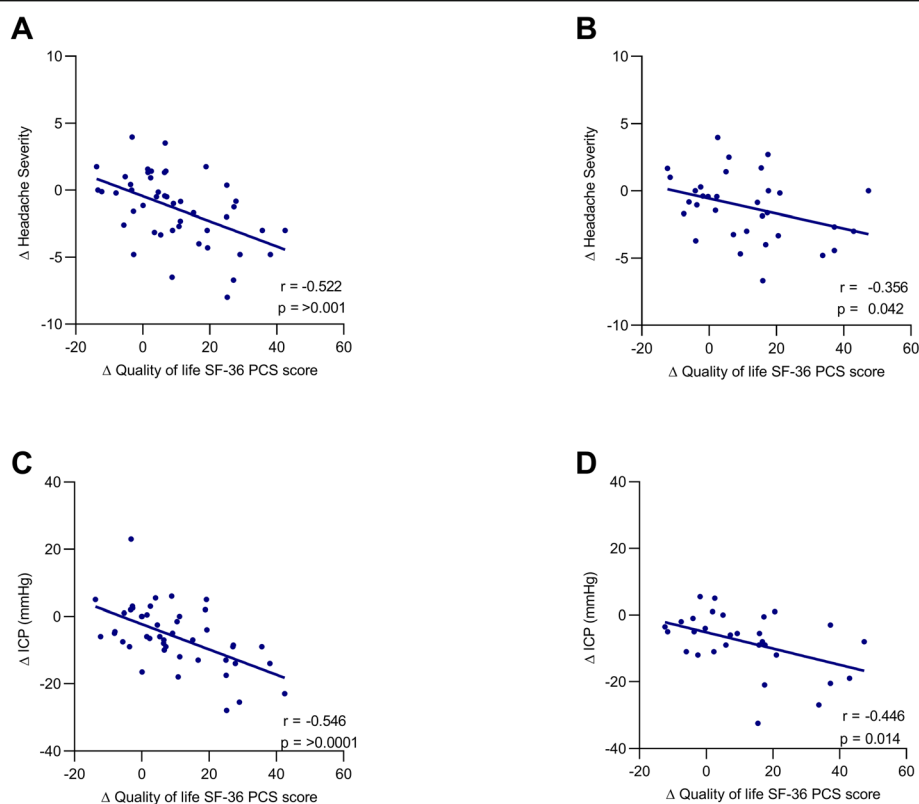 A
10
5
0
-5
-10
-20 0 20 40 60
Δ Headache Severity
Δ Quality of life SF-36 PCS score
r = -0.522
p = >0.001
B
10
5
0
-5
-10
-20 0 20 40 60
Δ Headache Severity
Δ Quality of life SF-36 PCS score
r = -0.356
p = 0.042
C
40
20
0
-20
-40
-20 0 20 40 60
Δ ICP (mmHg)
Δ Quality of life SF-36 PCS score
r = -0.546
p = >0.0001
D
40
20
0
-20
-40
-20 0 20 40 60
Δ ICP (mmHg)
Δ Quality of life SF-36 PCS score
r = -0.446
p = 0.014